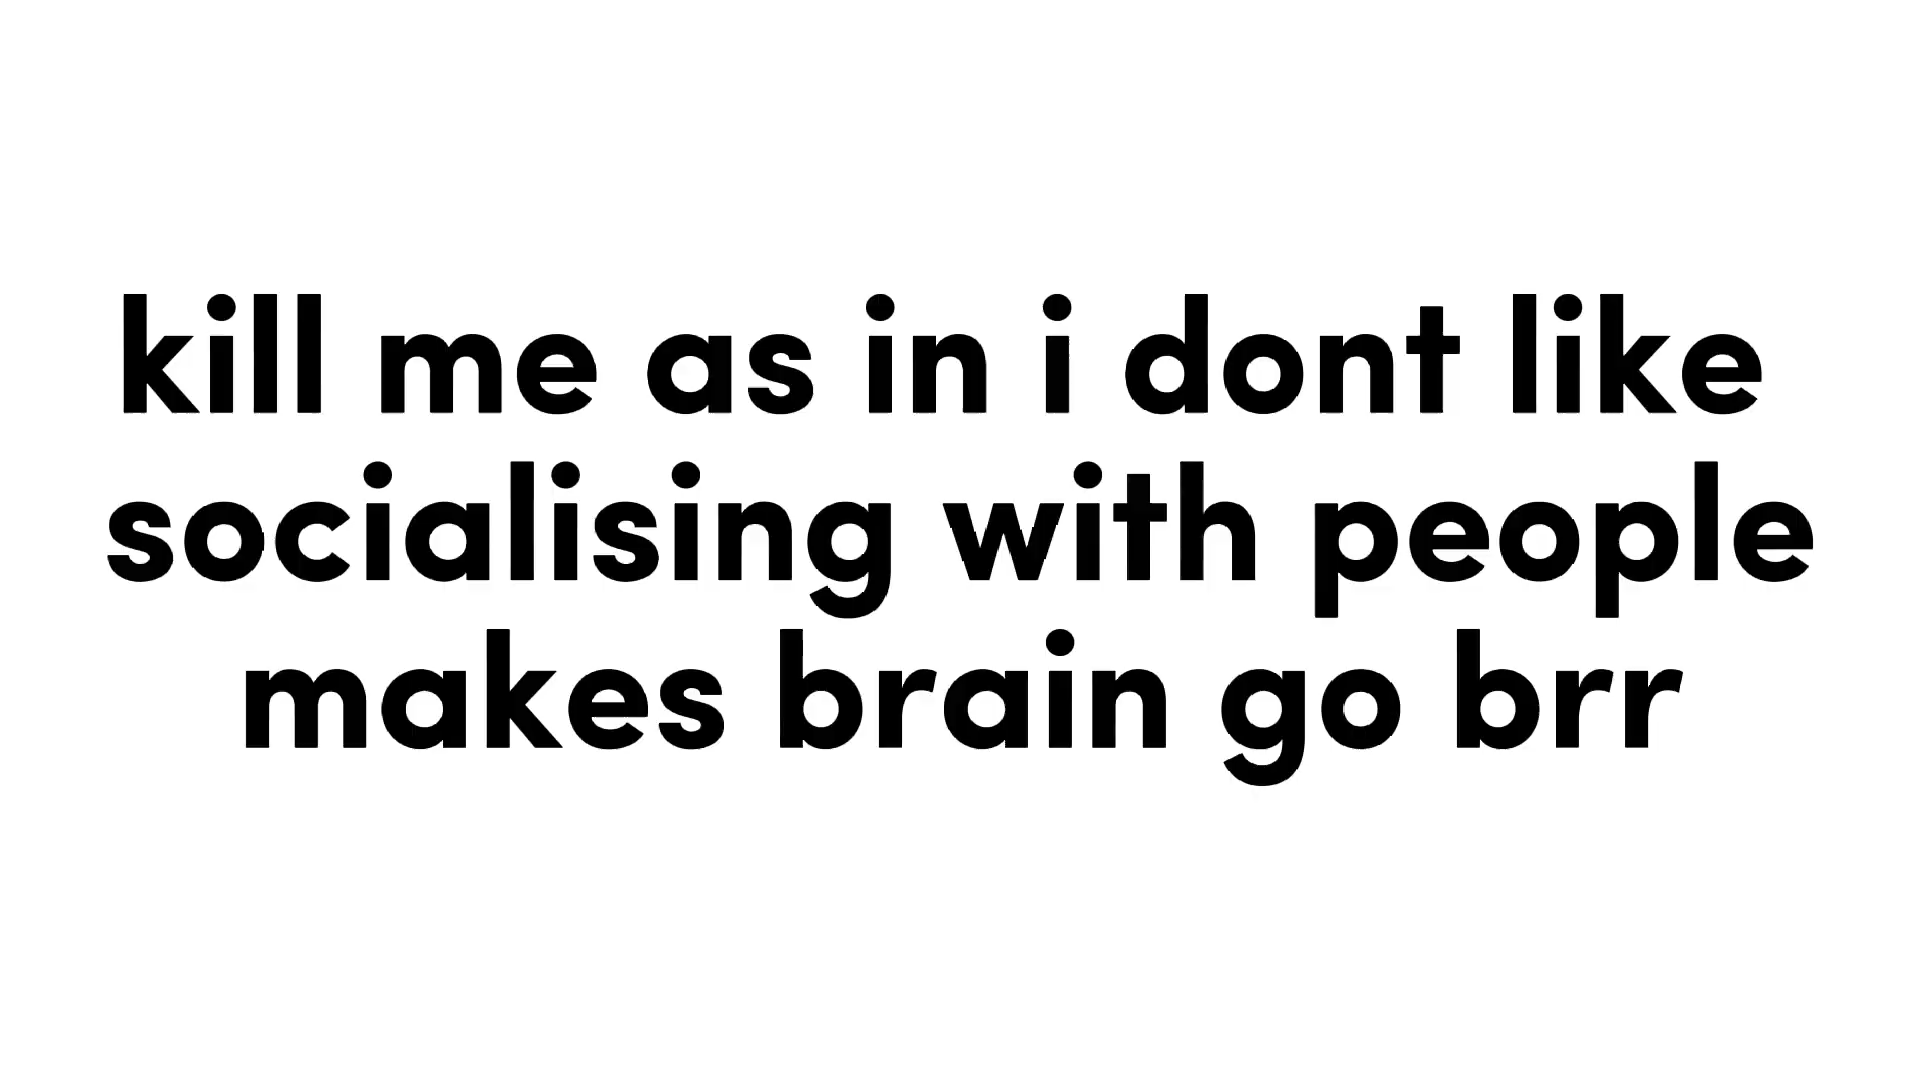 kill me as in i dont like
socialising with people
makes brain go brr